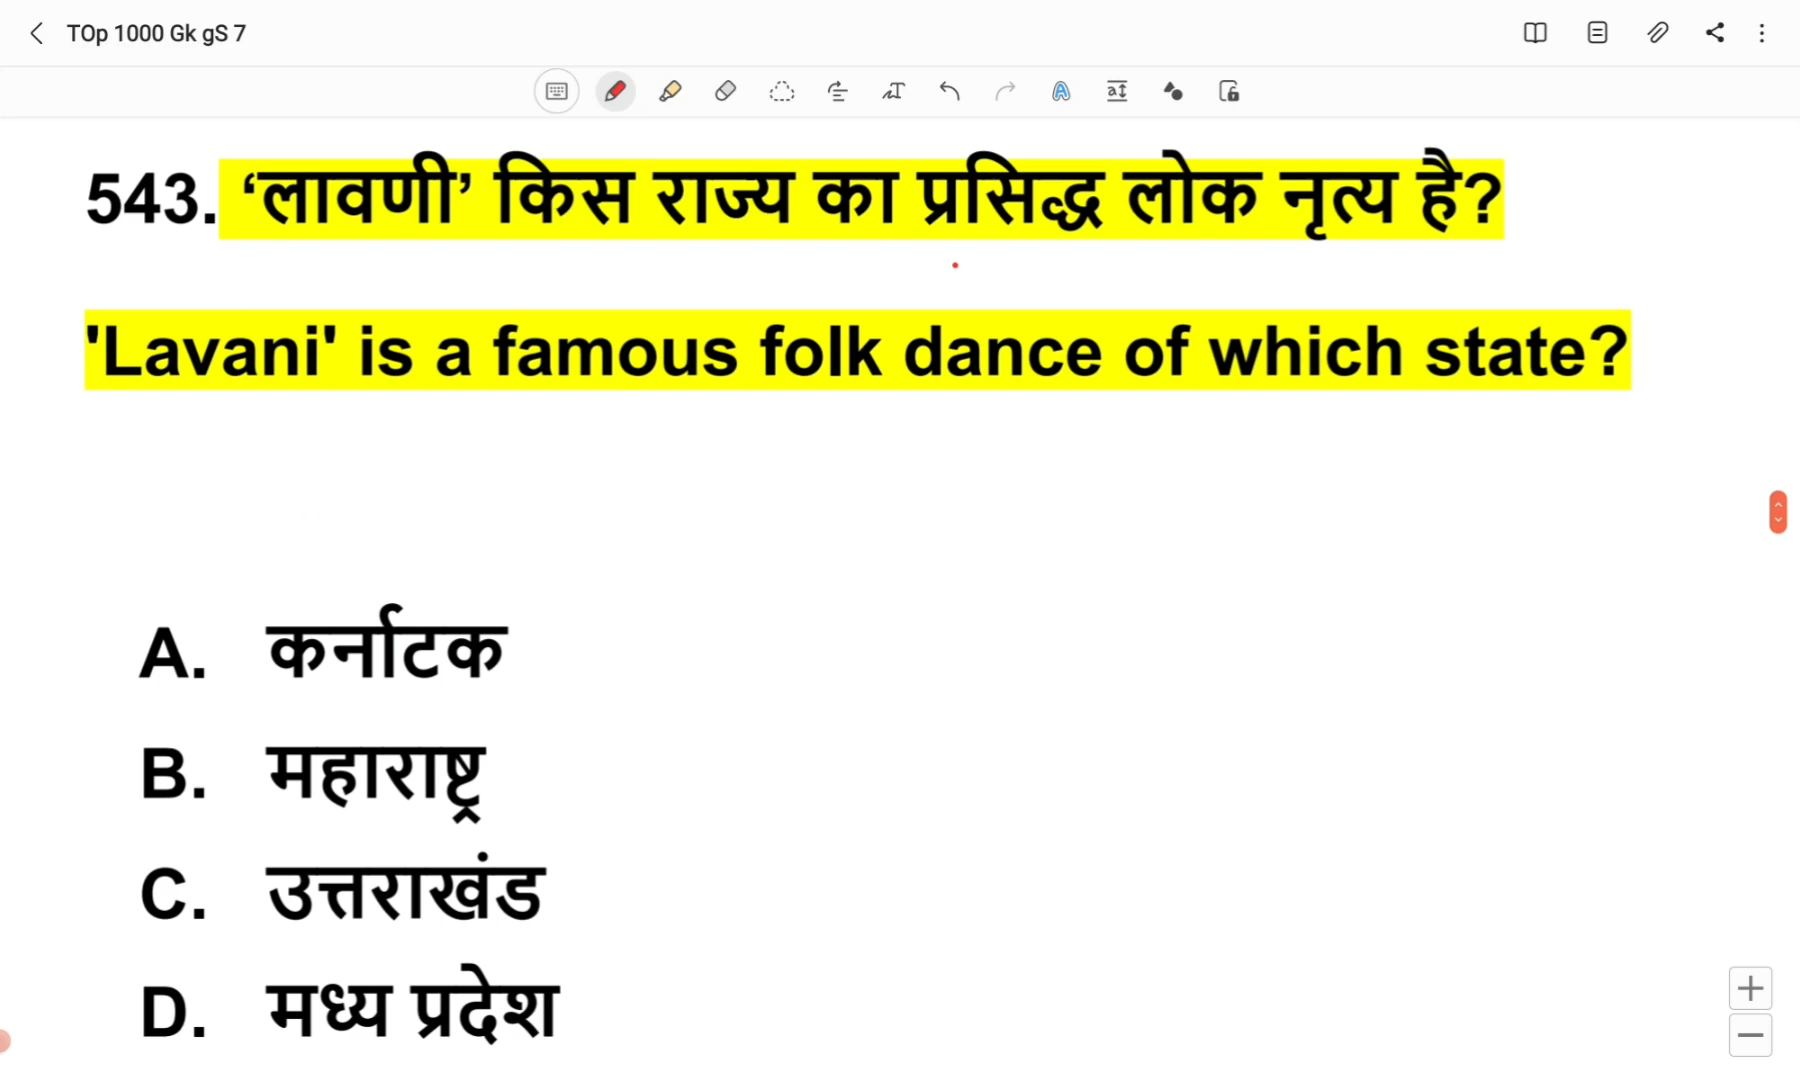 TOp 1000 Gk gS 7
543. ‘लावणी’ किस राज्य का प्रसिद्ध लोक नृत्य है?
'Lavani' is a famous folk dance of which state?
A. कर्नाटक
B. महाराष्ट्र
C. उत्तराखंड
D. मध्य प्रदेश